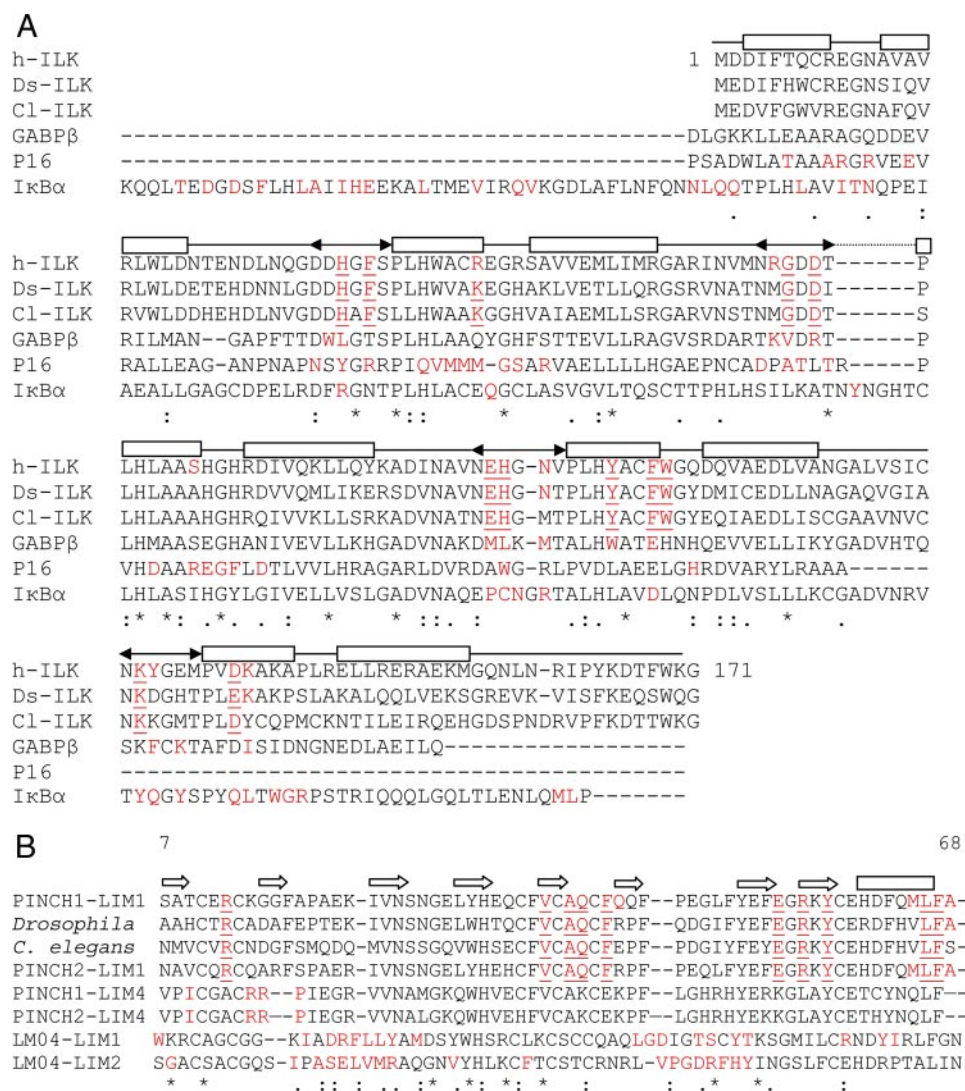 A
h-ILK 1 MDDIFTQCREGNAVAV
Ds-ILK MEDIFHWCREGNSIQV
Cl-ILK MEDVFGWVREGNAFQV
GABPβ ------------------------------------------DLGKKLLEAARAGQDDEV
P16 ------------------------------------------PSADWLATAAARGRVEEV
IκBα KQQLTEDGDSFLHLAIIHEEKALTMEVIRQVKGDLAFLNFQNNLQQTPLHLAVITNQPEI
. . . :
h-ILK RLWLDNTENDLNQGDDHGFSPLHWACREGRSAVVEMLIMRGARINVMNRGDDT------P
Ds-ILK RLWLDETEHDNNLGDDHGFSPLHWVAKEGHAKLVETLLQRGSRVNATNMGDDI------P
Cl-ILK RVWLDDHEHDLNVGDDHAFSLLHWAAKGGHVAIAEMLLSRGARVNSTNMGDDT------S
GABPβ RILMAN-GAPFTTDWLGTSPLHLAAQYGHFSTTEVLLRAGVSRDARTKVDRT------P
P16 RALLEAG-ANPNAPNSYGRRPIQVMMM-GSARVAELLLLHGAEPNCADPATLTR-----P
IκBα AEALLGAGCDPELRDFRGNTPLHLACEQGCLASVGVLTQSCTTPHLHSILKATNYNGHTC
: * *:: * . :* . . *
h-ILK LHLAASHGHRDIVQKLLQYKADINAVNEHG-NVPLHYACFWGQDQVAEDLVANGALVSIC
Ds-ILK LHLAAAHGHRDVVQMLIKERSDVNAVNEHG-NTPLHYACFWGYDMICEDLLNAGAQVGIA
Cl-ILK LHLAAAHGHRQIVVKLLSRKADVNATNEHG-MTPLHYACFWGYEQIAEDLISCGAAVNVC
GABPβ LHMAASEGHANIVEVLLKHGADVNAKDMLK-MTALHWATEHNHQEVVELLIKYGADVHTQ
P16 VHDAAREGFLDTLVVLHRAGARLDVRDAWG-RLPVDLAEELGHRDVARYLRAAA------
IκBα LHLASIHGYLGIVELLVSLGADVNAQEPCNGRTALHLAVDLQNPDLVSLLLKCGADVNRV
:* *: .*. . : * * ::. : .: * . : * .
h-ILK NKYGEMPVDKAKAPLRELLRERAEKMGQNLN-RIPYKDTFWKG 171
Ds-ILK NKDGHTPLEKAKPSLAKALQQLVEKSGREVK-VISFKEQSWQG
Cl-ILK NKKGMTPLDYCQPMCKNTILEIRQEHGDSPNDRVPFKDTTWKG
GABPβ SKFCKTAFDISIDNGNEDLAEILQ------------------
P16 ------------------------------------------
IκBα TYQGYSPYQLTWGRPSTRIQQQLGQLTLENLQMLP-------
B 7 68
PINCH1-LIM1 SATCERCKGGFAPAEK-IVNSNGELYHEQCFVCAQCFQQF--PEGLFYEFEGRKYCEHDFQMLFA-
Drosophila AAHCTRCADAFEPTEK-IVNSNGELWHTQCFVCAQCFRPF--QDGIFYEFEGRKYCERDFHVLFA-
C. elegans NMVCVRCNDGFSMQDQ-MVNSSGQVWHSECFVCAQCFEPF--PDGIYFEYEGRKYCEHDFHVLFS-
PINCH2-LIM1 NAVCQRCQARFSPAER-IVNSNGELYHEHCFVCAQCFRPF--PEQLFYEFEGRKYCEHDFQMLFA-
PINCH1-LIM4 VPICGACRR--PIEGR-VVNAMGKQWHVEHFVCAKCEKPF--LGHRHYERKGLAYCETCYNQLF--
PINCH2-LIM4 VPICGACRR--PIEGR-VVNALGKQWHVEHFVCAKCEKPF--LGHRHYEKKGLAYCETHYNQLF--
LM04-LIM1 WKRCAGCGG--KIADRFLLYAMDSYWHSRCLKCSCCQAQLGDIGTSCYTKSGMILCRNDYIRLFGN
LM04-LIM2 SGACSACGQS-IPASELVMRAQGNVYHLKCFTCSTCRNRL-VPGDRFHYINGSLFCEHDRPTALIN
* * . :: : . * * : * * : . : * *. :